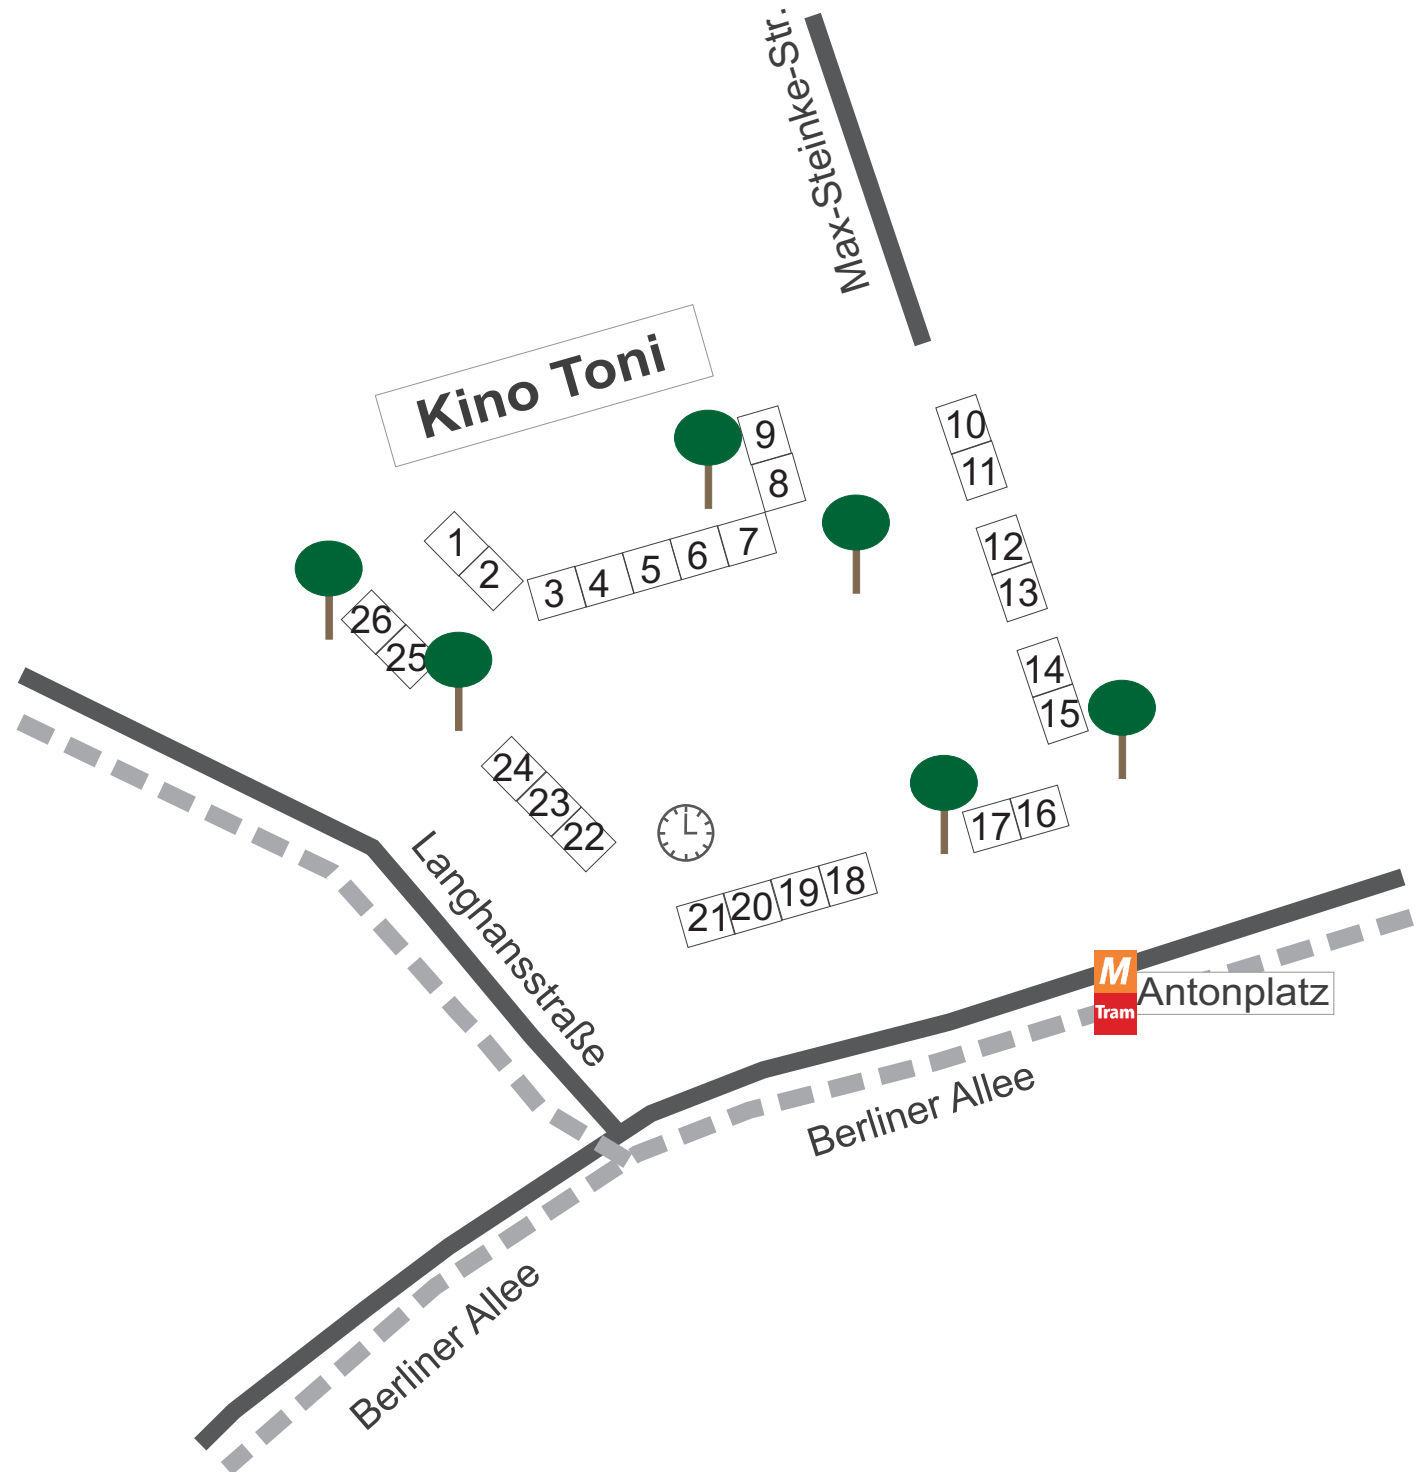 Max-Steinke-Str.
Kino Toni
9
8
10
11
1
2
3 4 5 6 7
12
13
26
25
14
15
24
23
22
17 16
21 20 19 18
Langhansstraße
M
Tram
Antonplatz
Berliner Allee
Berliner Allee